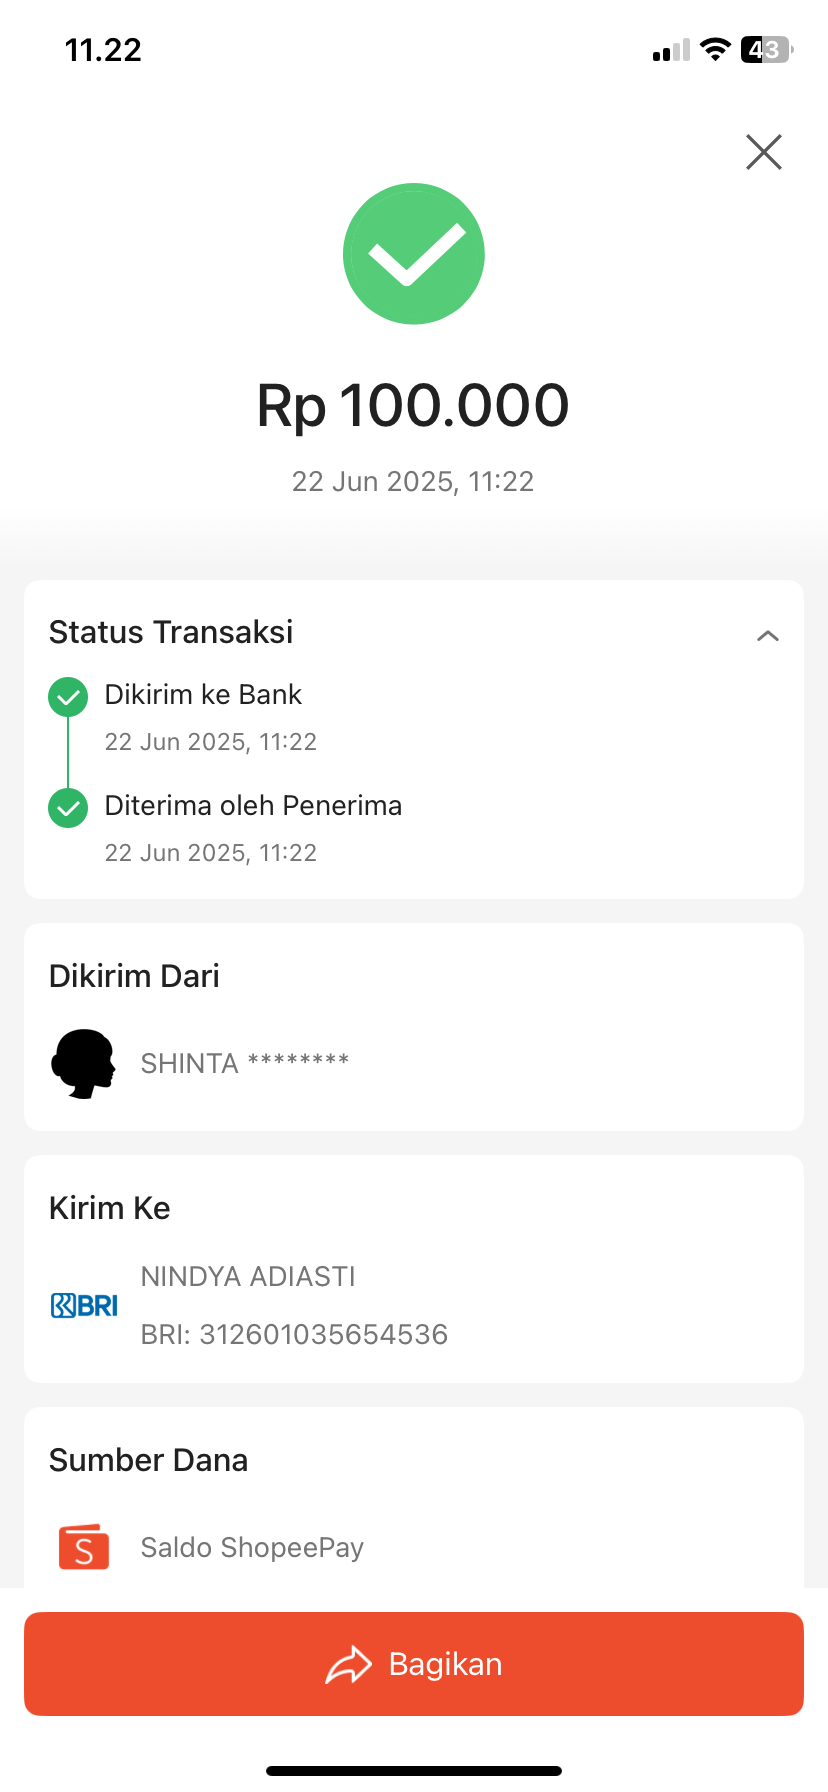 11.22
43
Rp 100.000
22 Jun 2025, 11:22
Status Transaksi
Dikirim ke Bank
22 Jun 2025, 11:22
Diterima oleh Penerima
22 Jun 2025, 11:22
Dikirim Dari
SHINTA ********
Kirim Ke
NINDYA ADIASTI
BRI
BRI: 312601035654536
Sumber Dana
S
Saldo ShopeePay
Bagikan